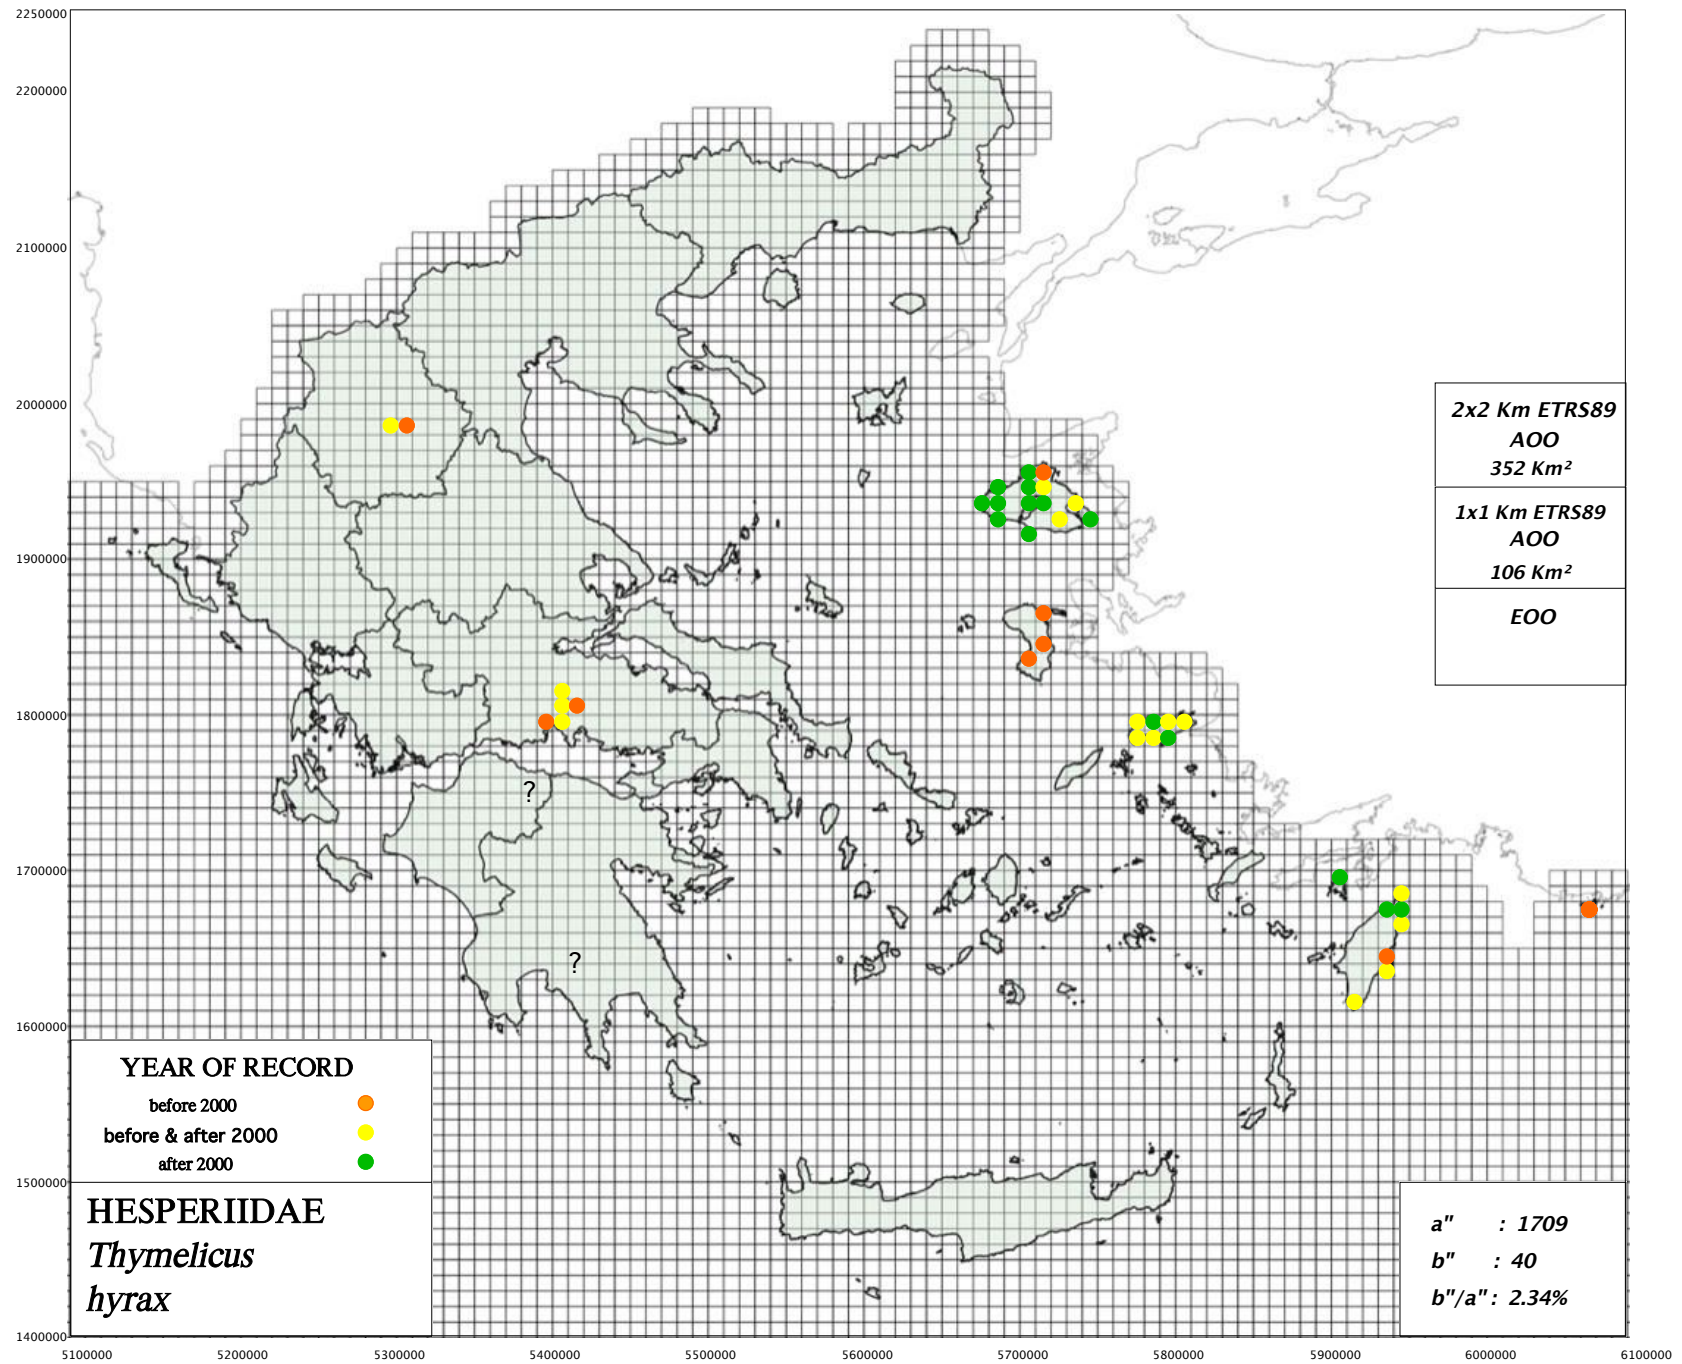 2250000
2200000
2100000
2000000
1900000
1800000
1700000
1600000
1500000
1400000
5100000 5200000 5300000 5400000 5500000 5600000 5700000 5800000 5900000 6000000 6100000
?
?
2x2 Km ETRS89
AOO
352 Km²
1x1 Km ETRS89
AOO
106 Km²
EOO
YEAR OF RECORD
before 2000
before & after 2000
after 2000
HESPERIIDAE
Thymelicus
hyrax
a" : 1709
b" : 40
b"/a" : 2.34%